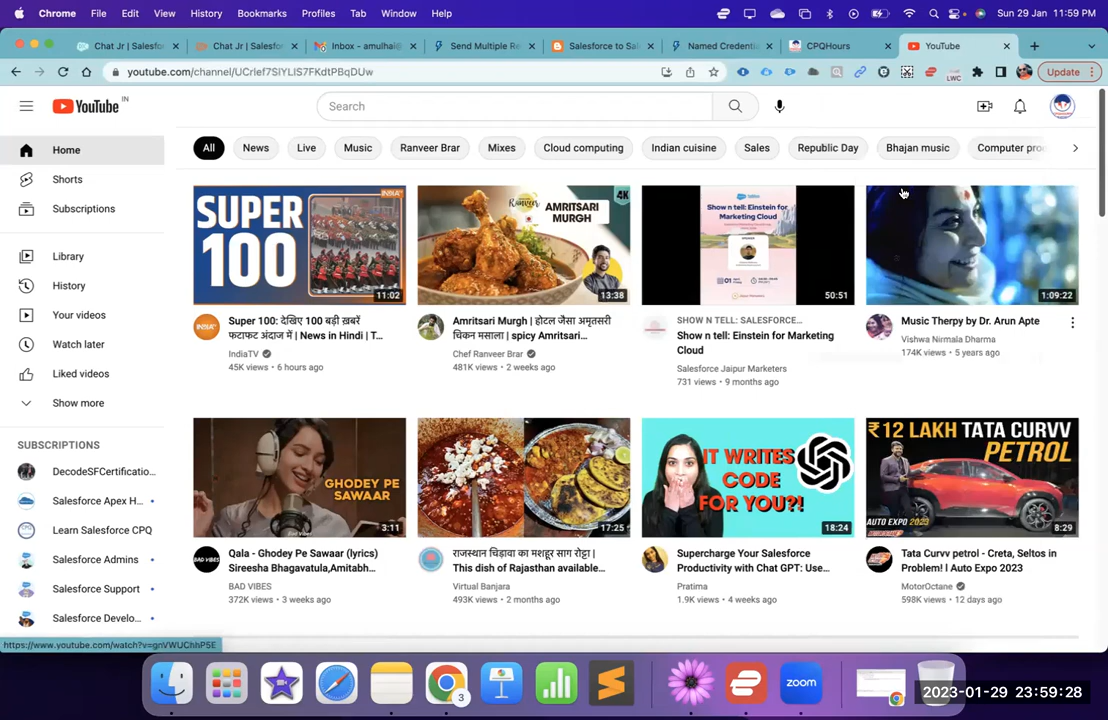 Chrome File Edit View History Bookmarks Profiles Tab Window Help Sun 29 Jan 11:59 PM
Chat Jr | Salesfor Chat Jr | Salesfor Inbox - amulhai@ Send Multiple Re Salesforce to Sal Named Credenti CPQHours YouTube
youtube.com/channel/UCrlef7SIYLIS7FKdtPBqDUw Update
YouTube IN
Search
All News Live Music Ranveer Brar Mixes Cloud computing Indian cuisine Sales Republic Day Bhajan music Computer pro
Home
Shorts
Subscriptions
Library
History
Your videos
Watch later
Liked videos
Show more
SUBSCRIPTIONS
DecodeSFCertificatio...
Salesforce Apex H...
Learn Salesforce CPQ
Salesforce Admins
Salesforce Support
Salesforce Develo...
SUPER
100
INDIA
11:02
Super 100: देखिए 100 बड़ी ख़बरें
फटाफट अंदाज में | News in Hindi | T...
IndiaTV
45K views • 6 hours ago
Ranveer
AMRITSARI
MURGH
4K
13:38
Amritsari Murgh | होटल जैसा अमृतसरी
चिकन मसाला | spicy Amritsari...
Chef Ranveer Brar
481K views • 2 weeks ago
Show n tell: Einstein for
Marketing Cloud
50:51
SHOW N TELL: SALESFORCE...
Show n tell: Einstein for Marketing
Cloud
Salesforce Jaipur Marketers
731 views • 9 months ago
1:09:22
Music Therpy by Dr. Arun Apte
Vishwa Nirmala Dharma
174K views • 5 years ago
GHODEY PE
SAWAAR
3:11
BAD VIBES
Qala - Ghodey Pe Sawaar (lyrics)
Sireesha Bhagavatula,Amitabh...
BAD VIBES
372K views • 3 weeks ago
17:25
राजस्थान चिड़ावा का मशहूर साग रोट्टा |
This dish of Rajasthan available...
Virtual Banjara
493K views • 2 months ago
IT WRITES
CODE
FOR YOU?!
18:24
Supercharge Your Salesforce
Productivity with Chat GPT: Use...
Pratima
1.9K views • 4 weeks ago
₹12 LAKH TATA CURVV
PETROL
AUTO EXPO 2023
8:29
Tata Curvv petrol - Creta, Seltos in
Problem! l Auto Expo 2023
MotorOctane
598K views • 12 days ago
https://www.youtube.com/watch?v=gnVWUChhP5E
3
zoom
2023-01-29 23:59:28